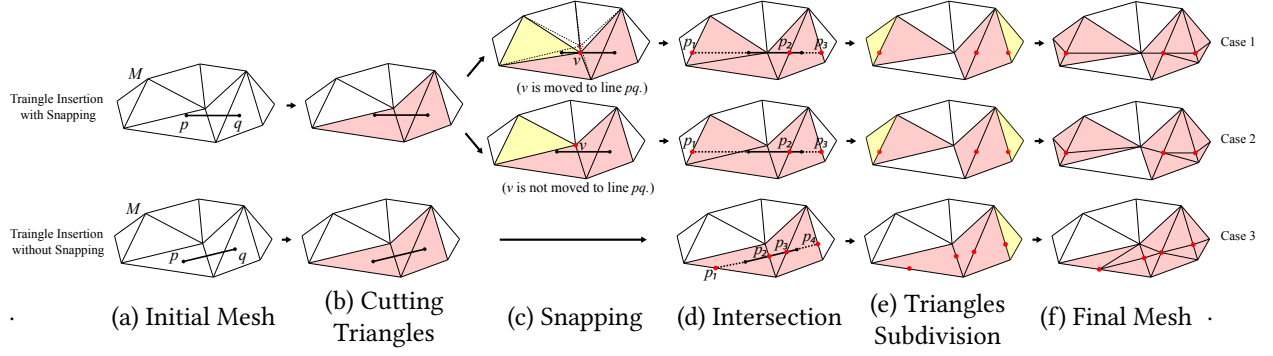 Case 1
M
v
p₁
p₂
p₃
Traingle Insertion
with Snapping
p
q
(v is moved to line pq.)
v
p₁
p₂
p₃
Case 2
(v is not moved to line pq.)
M
Traingle Insertion
without Snapping
p
q
p₁
p₂
p₃
p₄
Case 3
(a) Initial Mesh
(b) Cutting
Triangles
(c) Snapping
(d) Intersection
(e) Triangles
Subdivision
(f) Final Mesh